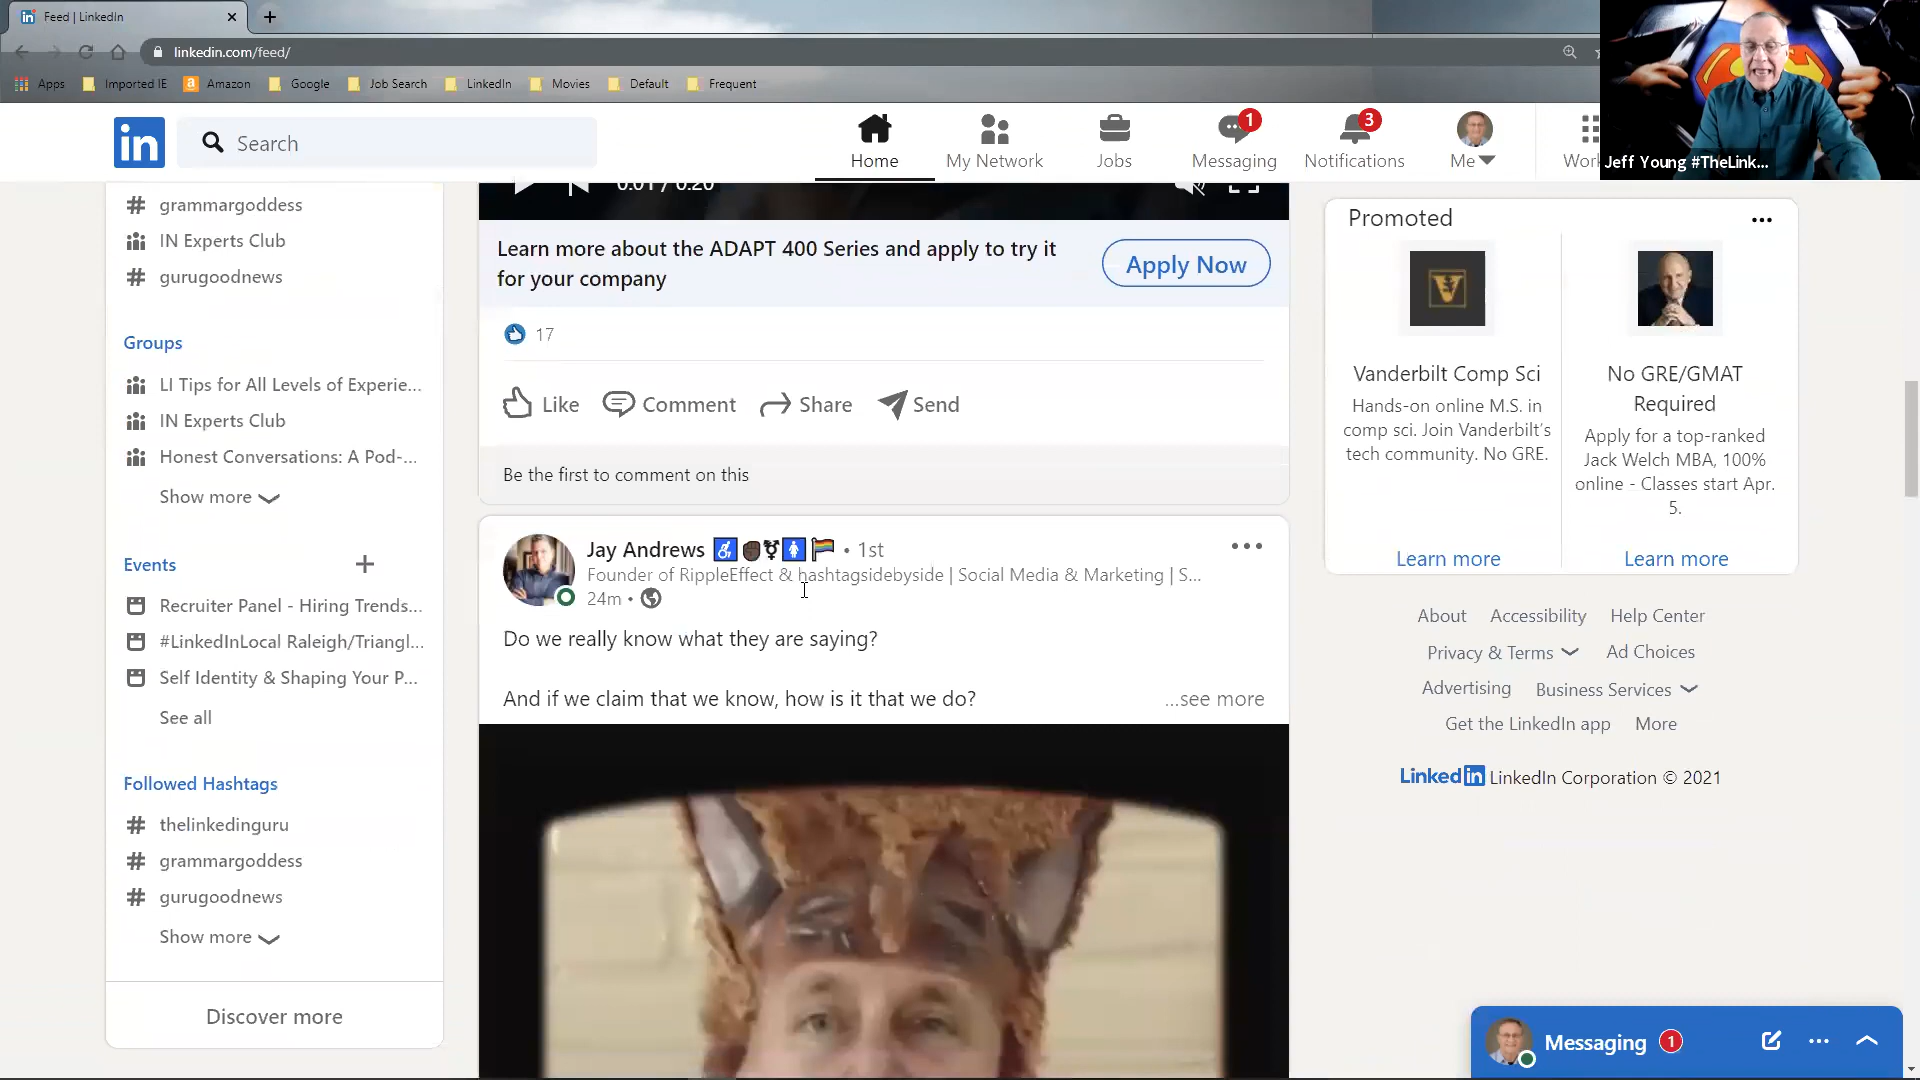 Feed | LinkedIn
linkedin.com/feed/
Apps
Imported IE
Amazon
Google
Job Search
LinkedIn
Movies
Default
Frequent
in
Search
Home
My Network
Jobs
1
Messaging
3
Notifications
Me
Jeff Young #TheLink...
# grammargoddess
IN Experts Club
# gurugoodnews
Groups
LI Tips for All Levels of Experie...
IN Experts Club
Honest Conversations: A Pod-...
Show more
Events +
Recruiter Panel - Hiring Trends...
#LinkedInLocal Raleigh/Triangl...
Self Identity & Shaping Your P...
See all
Followed Hashtags
# thelinkedinguru
# grammargoddess
# gurugoodnews
Show more
Discover more
0:01 / 0:20
Learn more about the ADAPT 400 Series and apply to try it
for your company
Apply Now
17
Like
Comment
Share
Send
Be the first to comment on this
Jay Andrews • 1st
Founder of RippleEffect & hashtagsidebyside | Social Media & Marketing | S...
24m •
Do we really know what they are saying?
And if we claim that we know, how is it that we do?
...see more
Promoted
V
Vanderbilt Comp Sci
Hands-on online M.S. in
comp sci. Join Vanderbilt's
tech community. No GRE.
Learn more
No GRE/GMAT
Required
Apply for a top-ranked
Jack Welch MBA, 100%
online - Classes start Apr.
5.
Learn more
About Accessibility Help Center
Privacy & Terms Ad Choices
Advertising Business Services
Get the LinkedIn app More
LinkedIn LinkedIn Corporation © 2021
Messaging 1